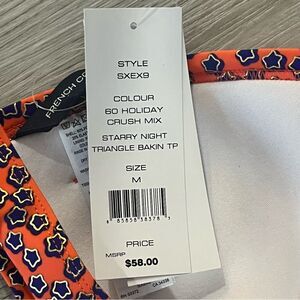 FRENCH CO
STYLE
SXEX9
COLOUR
60 HOLIDAY
CRUSH MIX
STARRY NIGHT
TRIANGLE BAKIN TP
SIZE
M
PRICE
MSRP
$58.00